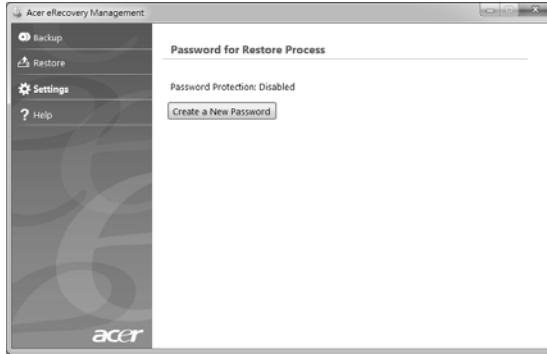 Acer eRecovery Management
Backup
Restore
Settings
? Help
Password for Restore Process
Password Protection: Disabled
Create a New Password
acer